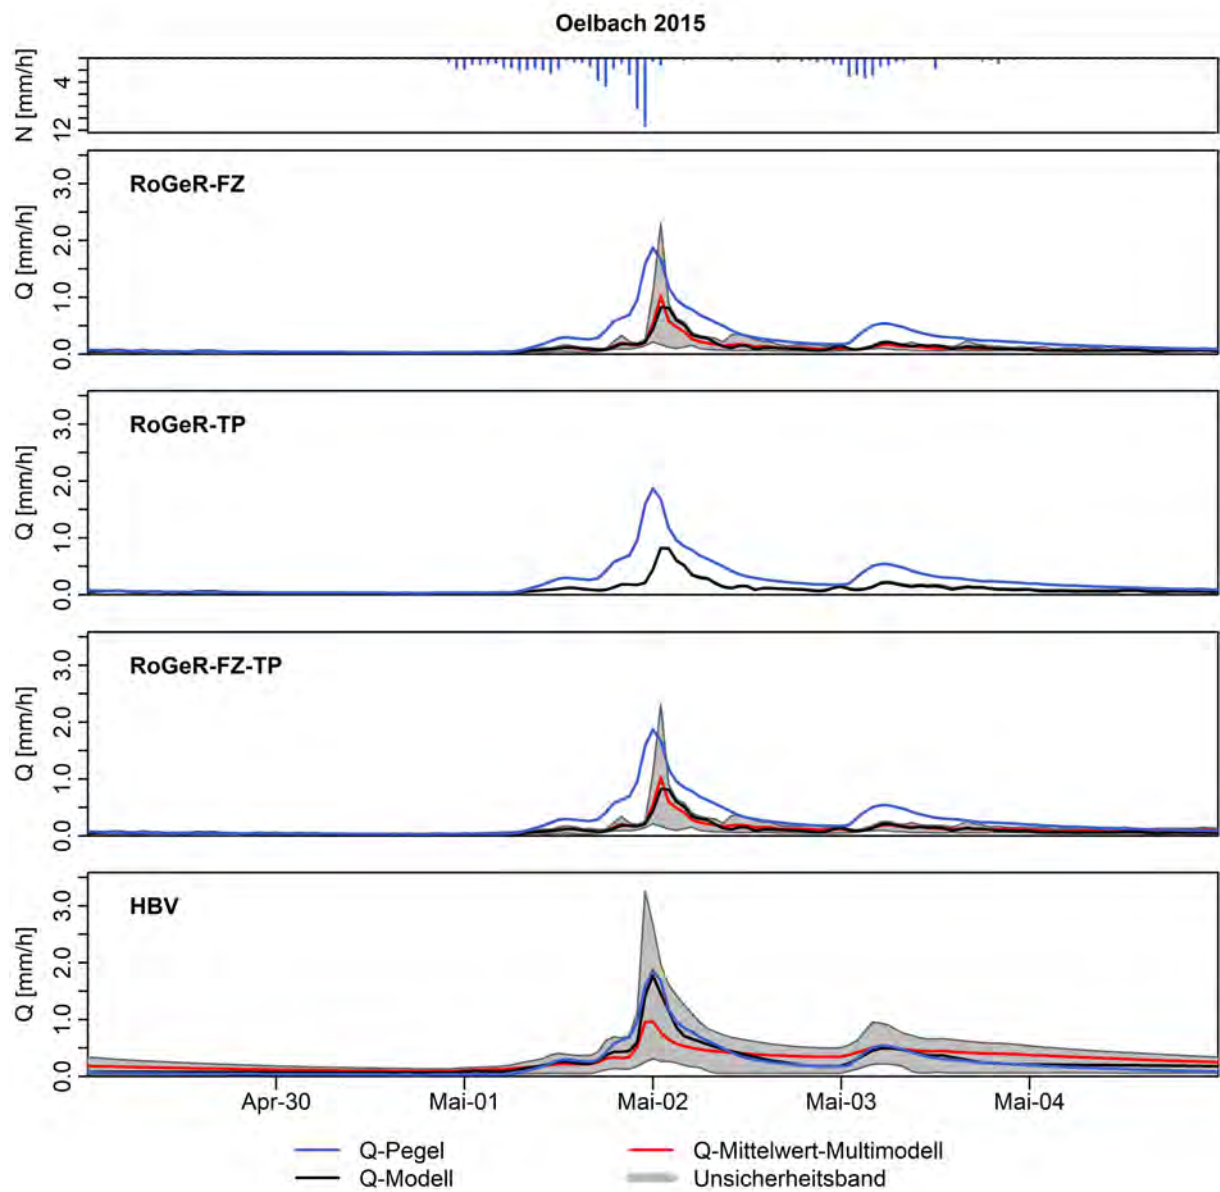 Oelbach 2015
N [mm/h]
4
12
RoGeR-FZ
Q [mm/h]
3.0
2.0
1.0
0.0
RoGeR-TP
Q [mm/h]
3.0
2.0
1.0
0.0
RoGeR-FZ-TP
Q [mm/h]
3.0
2.0
1.0
0.0
HBV
Q [mm/h]
3.0
2.0
1.0
0.0
Apr-30 Mai-01 Mai-02 Mai-03 Mai-04
Q-Pegel Q-Mittelwert-Multimodell
Q-Modell Unsicherheitsband